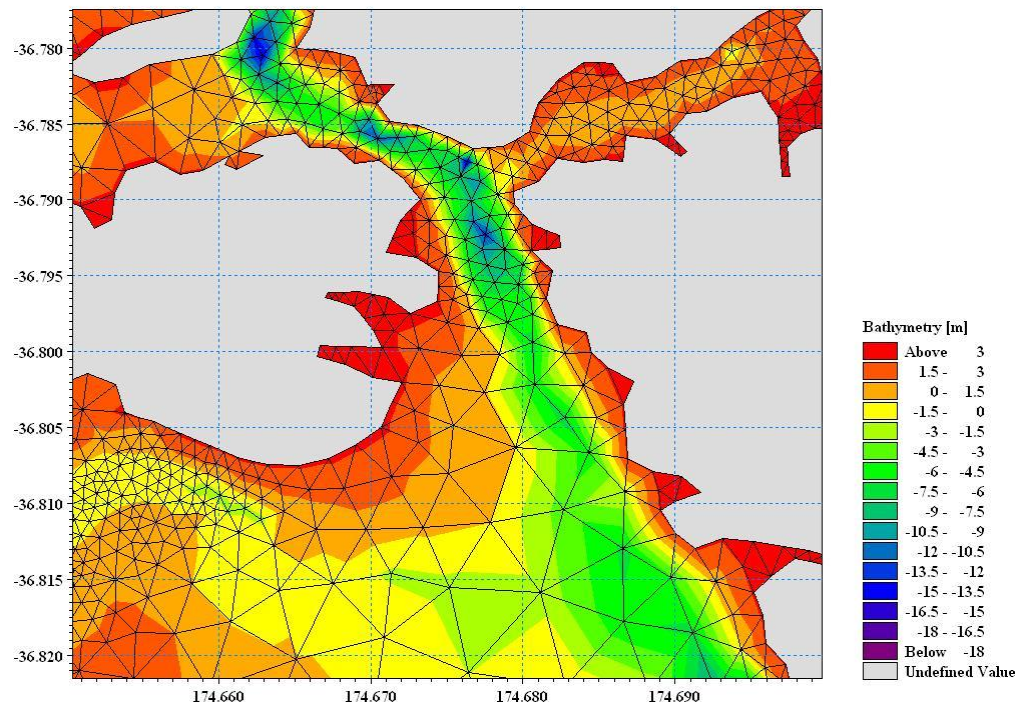 -36.780
-36.785
-36.790
-36.795
-36.800
-36.805
-36.810
-36.815
-36.820
174.660 174.670 174.680 174.690
Bathymetry [m]
Above 3
1.5 - 3
0 - 1.5
-1.5 - 0
-3 - -1.5
-4.5 - -3
-6 - -4.5
-7.5 - -6
-9 - -7.5
-10.5 - -9
-12 - -10.5
-13.5 - -12
-15 - -13.5
-16.5 - -15
-18 - -16.5
Below -18
Undefined Value